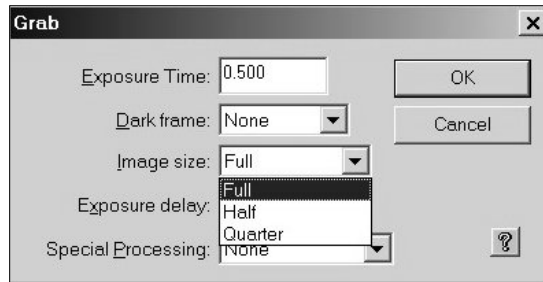 Grab
Exposure Time: 0.500
OK
Dark frame: None
Cancel
Image size: Full
Full
Exposure delay:
Half
Quarter
Special Processing: None
?